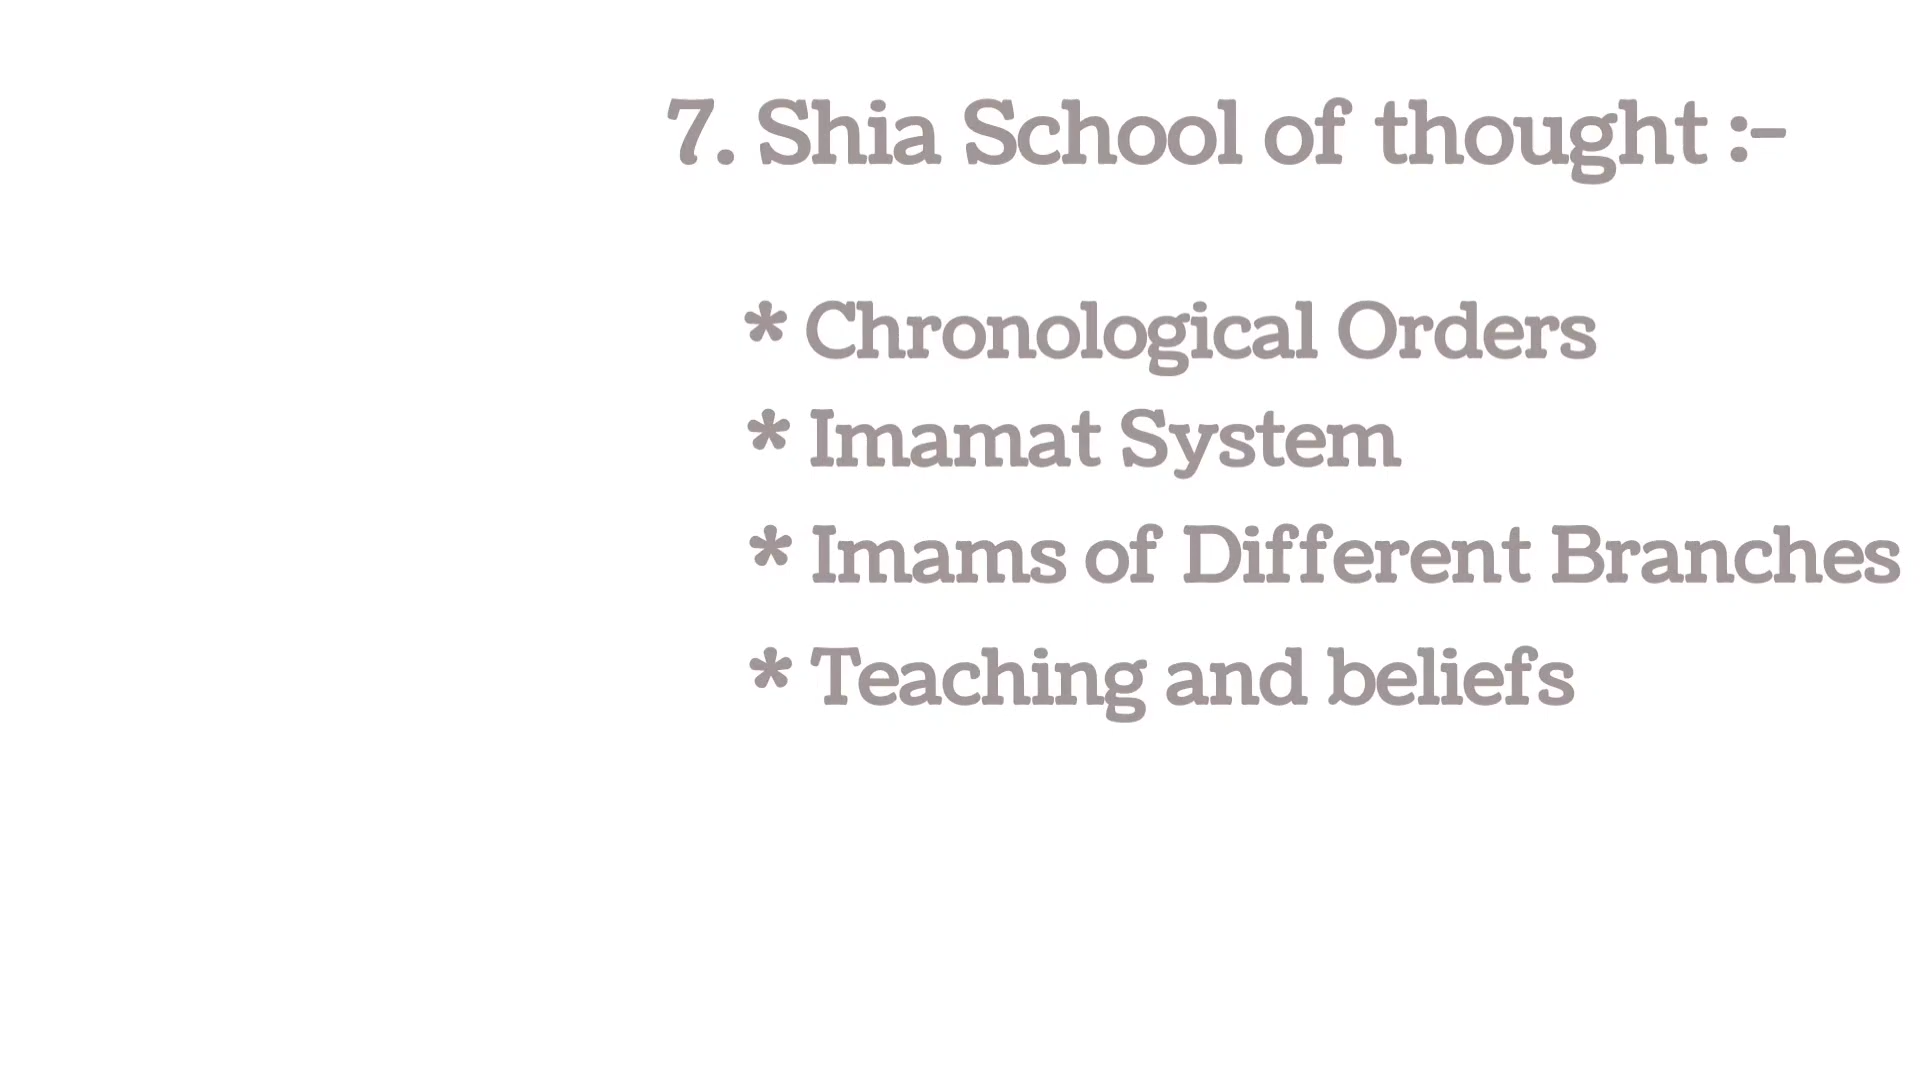 7. Shia School of thought :-
* Chronological Orders
* Imamat System
* Imams of Different Branches
* Teaching and beliefs